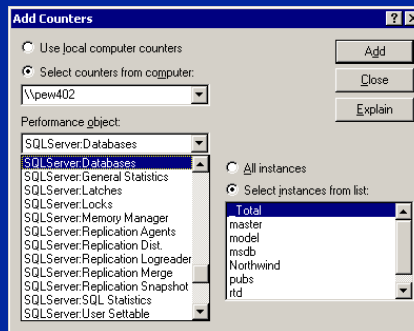 Add Counters
Use local computer counters
Select counters from computer:
\\pew402
Performance object:
SQLServer:Databases
SQLServer:Databases
SQLServer:General Statistics
SQLServer:Latches
SQLServer:Locks
SQLServer:Memory Manager
SQLServer:Replication Agents
SQLServer:Replication Dist.
SQLServer:Replication Logreader
SQLServer:Replication Merge
SQLServer:Replication Snapshot
SQLServer:SQL Statistics
SQLServer:User Settable
Add
Close
Explain
All instances
Select instances from list:
_Total
master
model
msdb
Northwind
pubs
rtd